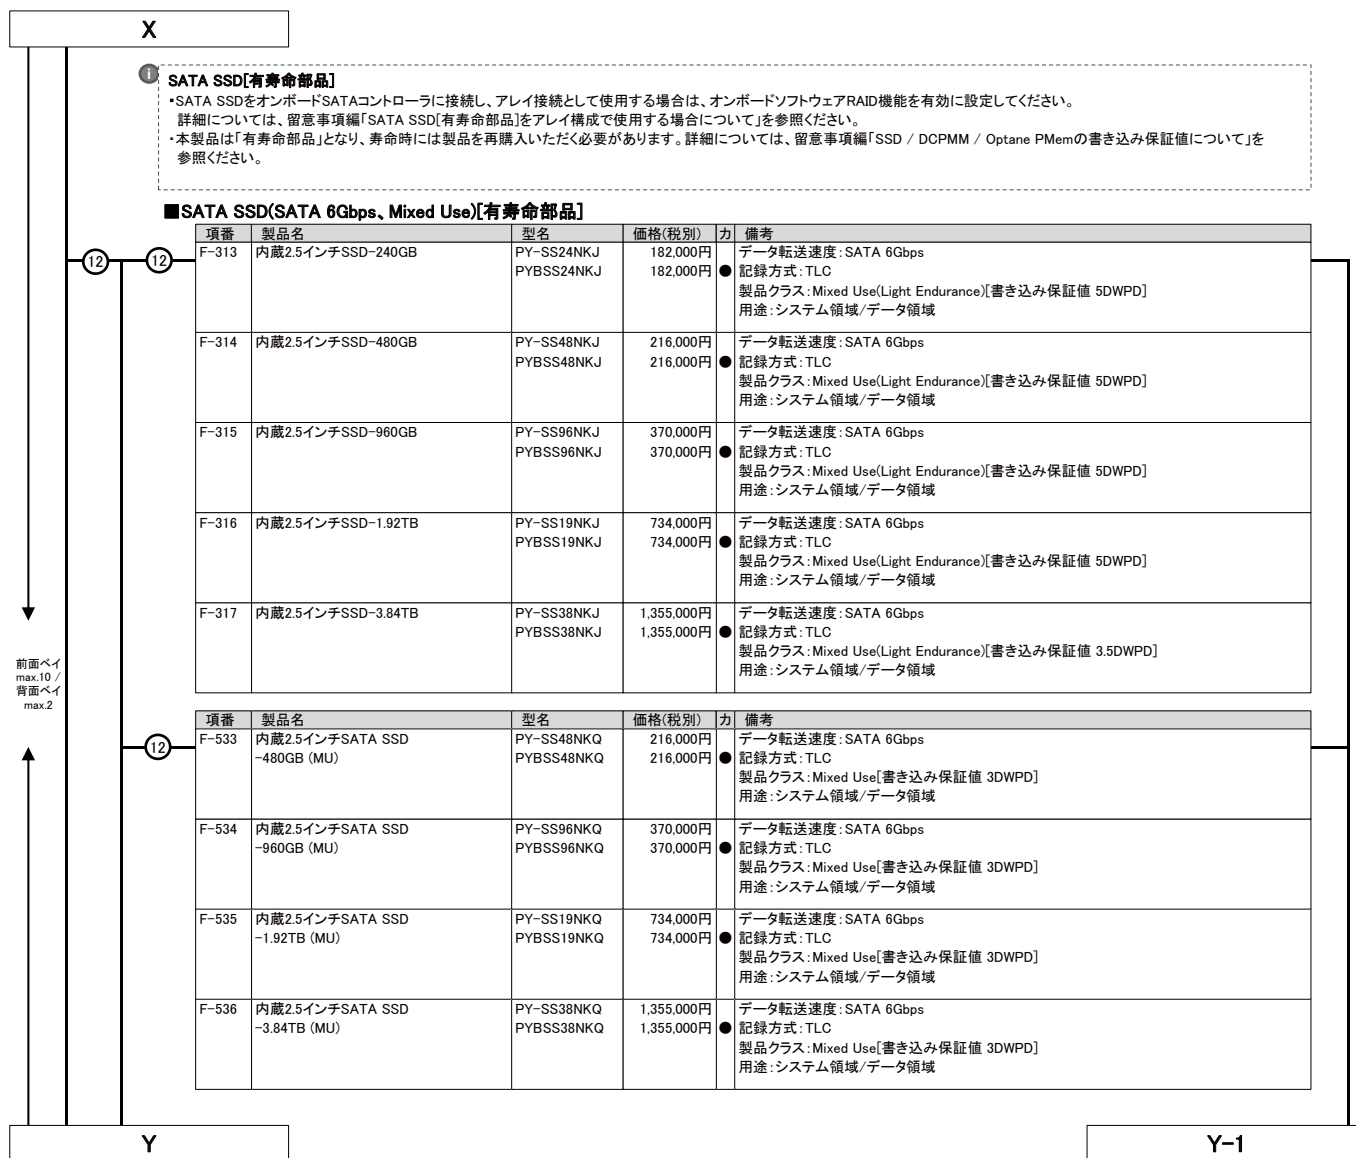 X
i
SATA SSD[有寿命部品]
・SATA SSDをオンボードSATAコントローラに接続し、アレイ接続として使用する場合は、オンボードソフトウェアRAID機能を有効に設定してください。
詳細については、留意事項編「SATA SSD[有寿命部品]をアレイ構成で使用する場合について」を参照ください。
・本製品は「有寿命部品」となり、寿命時には製品を再購入いただく必要があります。詳細については、留意事項編「SSD / DCPMM / Optane PMemの書き込み保証値について」を
参照ください。
■SATA SSD(SATA 6Gbps、Mixed Use)[有寿命部品]
項番 製品名 型名 価格(税別) カ 備考
⑫ ⑫ F-313 内蔵2.5インチSSD-240GB PY-SS24NKJ 182,000円 データ転送速度：SATA 6Gbps
PYBSS24NKJ 182,000円 ● 記録方式：TLC
製品クラス：Mixed Use(Light Endurance)[書き込み保証値 5DWPD]
用途：システム領域/データ領域
F-314 内蔵2.5インチSSD-480GB PY-SS48NKJ 216,000円 データ転送速度：SATA 6Gbps
PYBSS48NKJ 216,000円 ● 記録方式：TLC
製品クラス：Mixed Use(Light Endurance)[書き込み保証値 5DWPD]
用途：システム領域/データ領域
F-315 内蔵2.5インチSSD-960GB PY-SS96NKJ 370,000円 データ転送速度：SATA 6Gbps
PYBSS96NKJ 370,000円 ● 記録方式：TLC
製品クラス：Mixed Use(Light Endurance)[書き込み保証値 5DWPD]
用途：システム領域/データ領域
F-316 内蔵2.5インチSSD-1.92TB PY-SS19NKJ 734,000円 データ転送速度：SATA 6Gbps
PYBSS19NKJ 734,000円 ● 記録方式：TLC
製品クラス：Mixed Use(Light Endurance)[書き込み保証値 5DWPD]
用途：システム領域/データ領域
F-317 内蔵2.5インチSSD-3.84TB PY-SS38NKJ 1,355,000円 データ転送速度：SATA 6Gbps
PYBSS38NKJ 1,355,000円 ● 記録方式：TLC
製品クラス：Mixed Use(Light Endurance)[書き込み保証値 3.5DWPD]
用途：システム領域/データ領域
前面ベイ
max.10 /
背面ベイ
max.2
項番 製品名 型名 価格(税別) カ 備考
⑫ F-533 内蔵2.5インチSATA SSD PY-SS48NKQ 216,000円 データ転送速度：SATA 6Gbps
-480GB (MU) PYBSS48NKQ 216,000円 ● 記録方式：TLC
製品クラス：Mixed Use[書き込み保証値 3DWPD]
用途：システム領域/データ領域
F-534 内蔵2.5インチSATA SSD PY-SS96NKQ 370,000円 データ転送速度：SATA 6Gbps
-960GB (MU) PYBSS96NKQ 370,000円 ● 記録方式：TLC
製品クラス：Mixed Use[書き込み保証値 3DWPD]
用途：システム領域/データ領域
F-535 内蔵2.5インチSATA SSD PY-SS19NKQ 734,000円 データ転送速度：SATA 6Gbps
-1.92TB (MU) PYBSS19NKQ 734,000円 ● 記録方式：TLC
製品クラス：Mixed Use[書き込み保証値 3DWPD]
用途：システム領域/データ領域
F-536 内蔵2.5インチSATA SSD PY-SS38NKQ 1,355,000円 データ転送速度：SATA 6Gbps
-3.84TB (MU) PYBSS38NKQ 1,355,000円 ● 記録方式：TLC
製品クラス：Mixed Use[書き込み保証値 3DWPD]
用途：システム領域/データ領域
Y Y-1